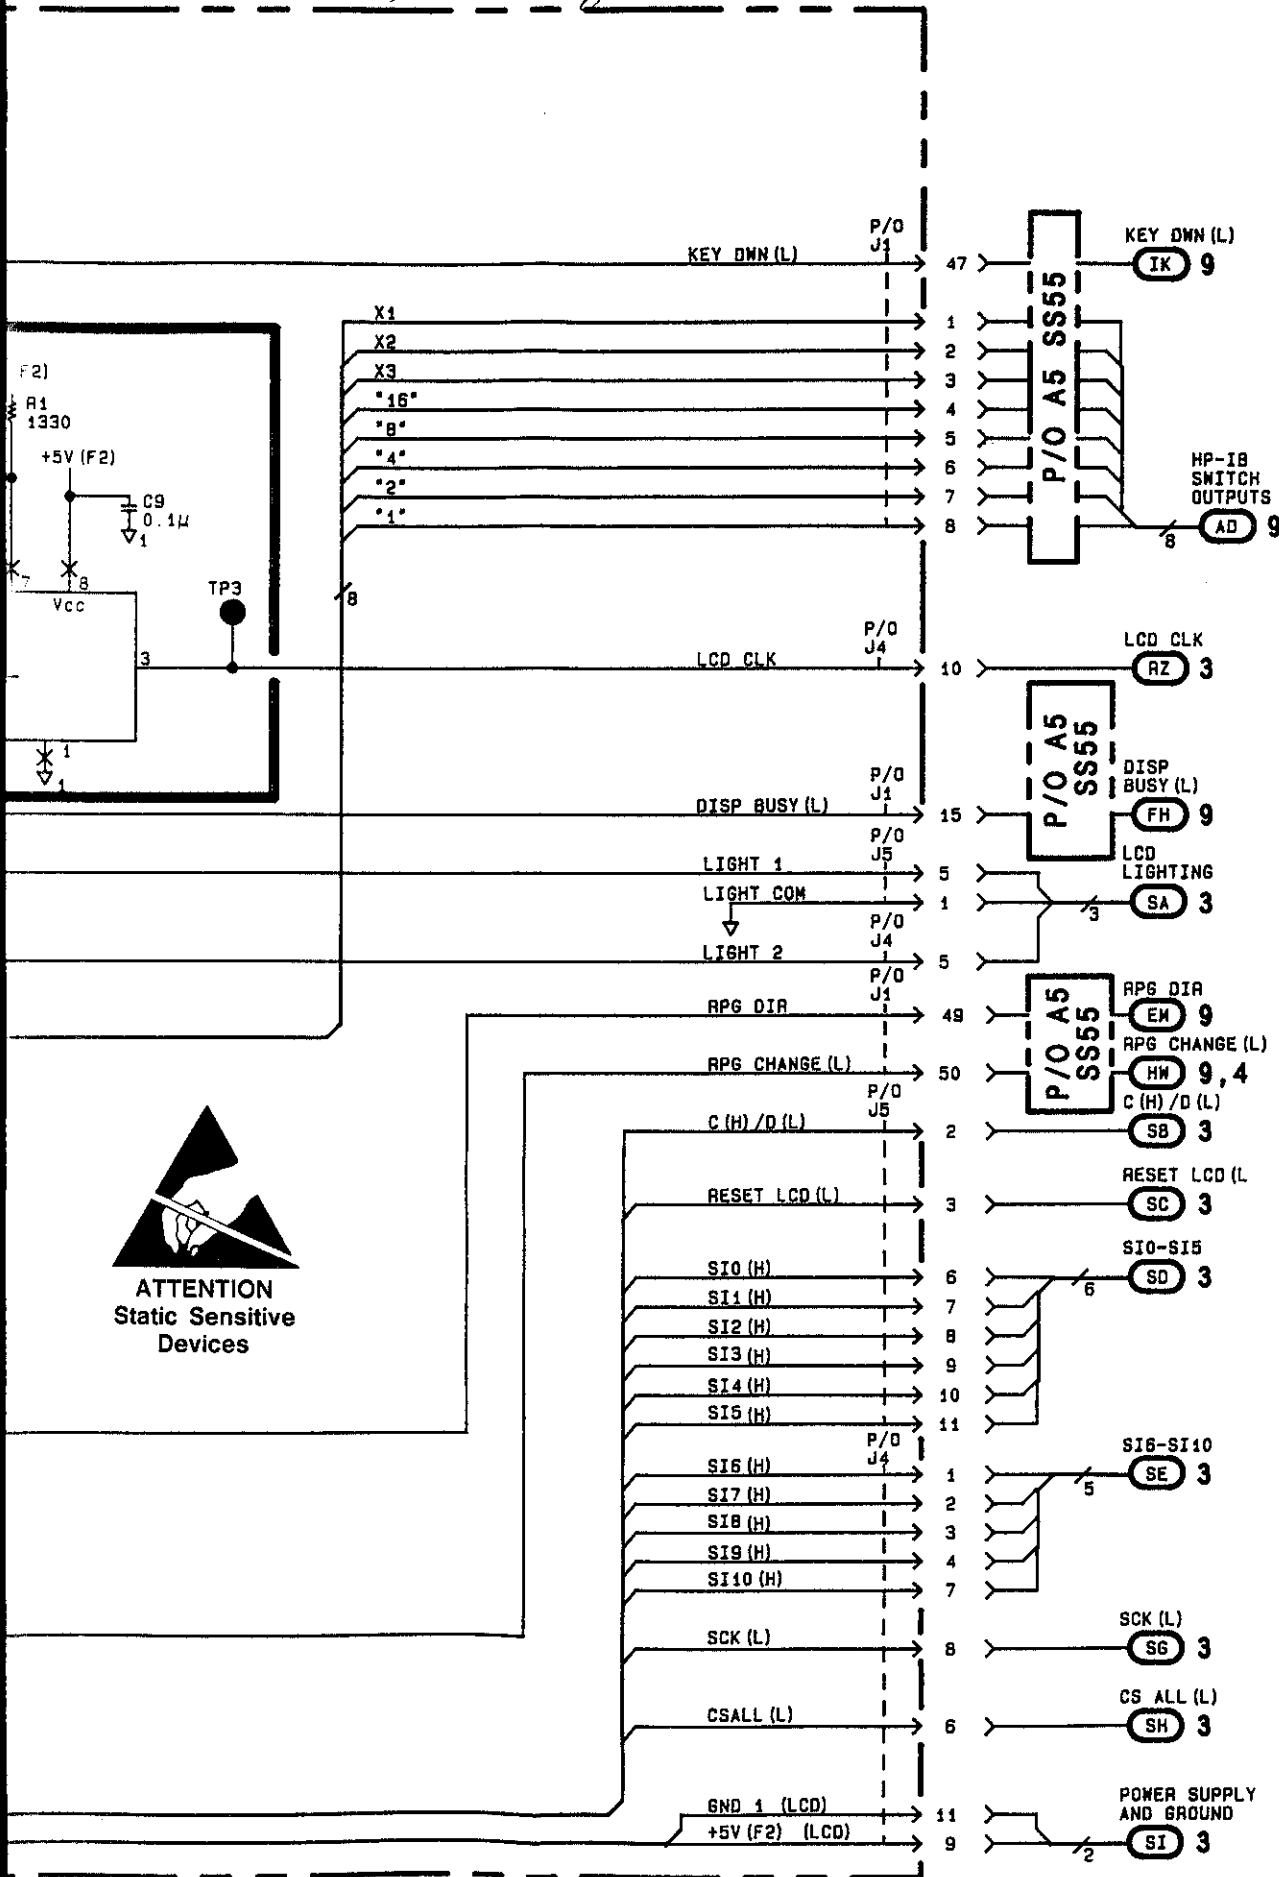 P/O
J1
KEY DWN (L)
47
P/O A5 SS55
KEY DWN (L)
IK 9
X1
1
X2
2
X3
3
"16"
4
"8"
5
"4"
6
"2"
7
"1"
8
8
HP-IB
SWITCH
OUTPUTS
8
AD 9
F2)
R1
1330
+5V (F2)
C9
0.1µ
1
7
8
Vcc
TP3
3
1
1
P/O
J4
LCD CLK
10
LCD CLK
RZ 3
P/O A5
SS55
P/O
J1
DISP BUSY (L)
15
DISP
BUSY (L)
FH 9
P/O
J5
LIGHT 1
5
LIGHT COM
1
LCD
LIGHTING
3
SA 3
P/O
J4
LIGHT 2
5
P/O
J1
RPG DIR
49
P/O A5
SS55
RPG DIR
EM 9
RPG CHANGE (L)
50
RPG CHANGE (L)
HW 9,4
P/O
J5
C (H) /D (L)
2
C (H) /D (L)
SB 3
RESET LCD (L)
3
RESET LCD (L
SC 3
SI0 (H)
6
SI1 (H)
7
SI2 (H)
8
SI3 (H)
9
SI4 (H)
10
SI5 (H)
11
SI0-SI5
6
SD 3
P/O
J4
SI6 (H)
1
SI7 (H)
2
SI8 (H)
3
SI9 (H)
4
SI10 (H)
7
SI6-SI10
5
SE 3
SCK (L)
8
SCK (L)
SG 3
CSALL (L)
6
CS ALL (L)
SH 3
GND 1 (LCD)
11
+5V (F2) (LCD)
9
POWER SUPPLY
AND GROUND
2
SI 3
ATTENTION
Static Sensitive
Devices